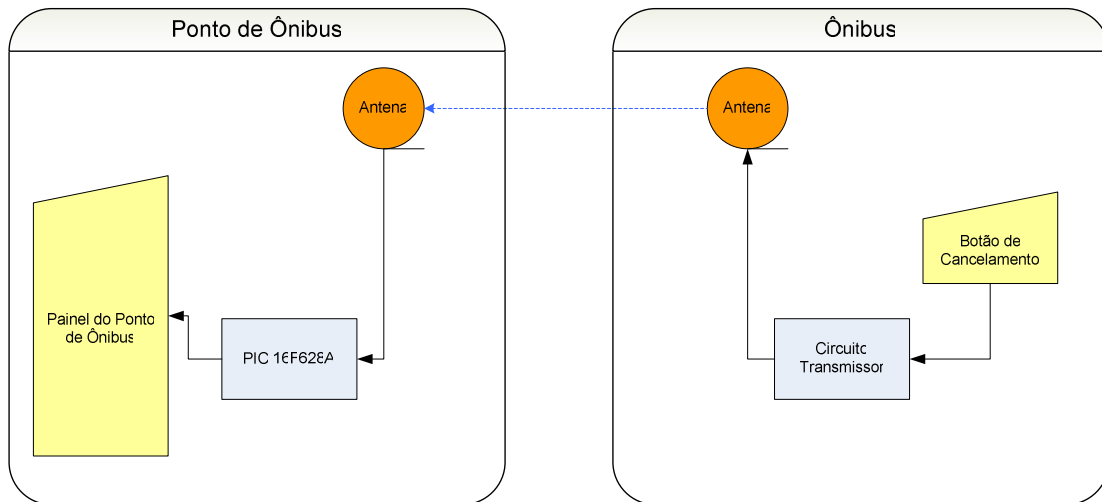 Ponto de Ônibus
Ônibus
Antena
Antena
Botão de
Cancelamento
Painel do Ponto
de Ônibus
PIC 16F628A
Circuito
Transmissor